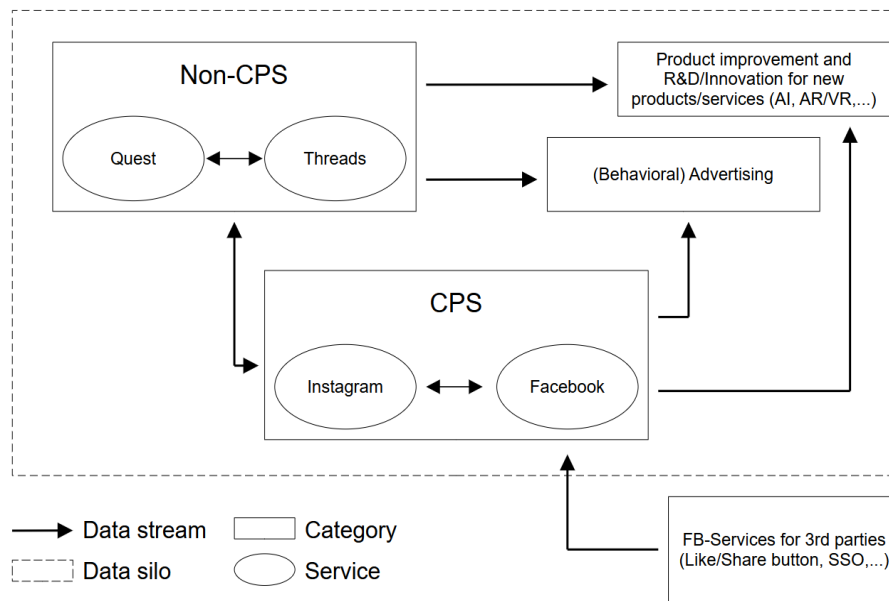 Non-CPS
Quest
Threads
Product improvement and
R&D/Innovation for new
products/services (AI, AR/VR,...)
(Behavioral) Advertising
CPS
Instagram
Facebook
Data stream
Category
Data silo
Service
FB-Services for 3rd parties
(Like/Share button, SSO,...)